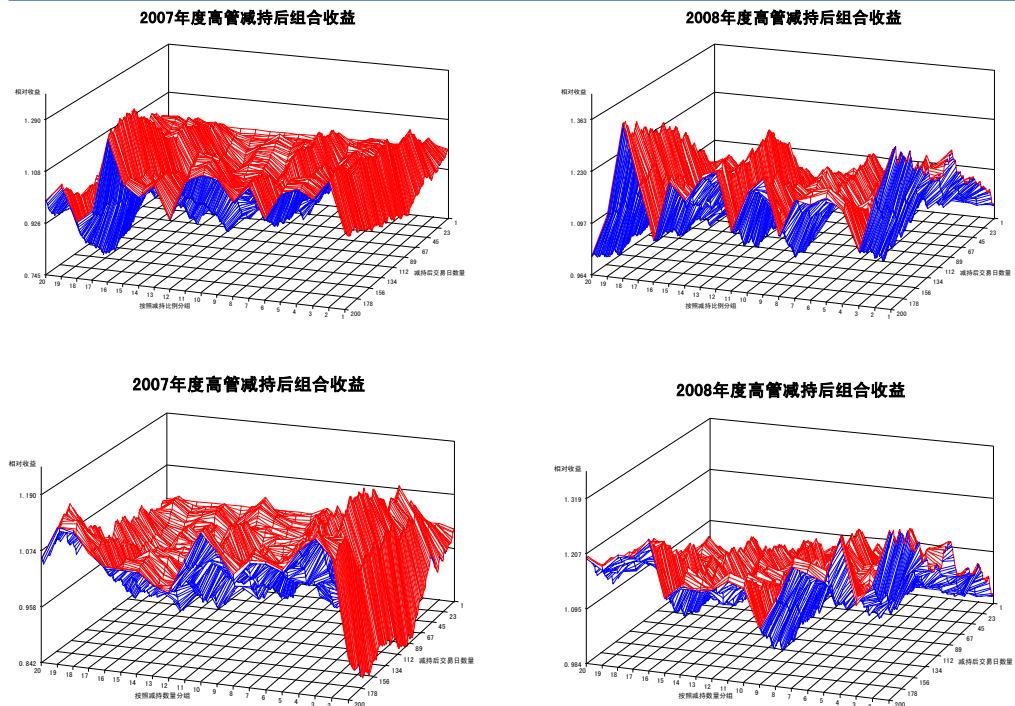 2007年度高管减持后组合收益
相对收益
1.290
1.108
0.926
0.745
20 19 18 17 16 15 14 13 12 11 10 9 8 7 6 5 4 3 2 1
按照减持比例分组
1 23 45 67 89 112 134 156 178 200
减持后交易日数量
2008年度高管减持后组合收益
相对收益
1.363
1.230
1.097
0.964
20 19 18 17 16 15 14 13 12 11 10 9 8 7 6 5 4 3 2 1
按照减持比例分组
1 23 45 67 89 112 134 156 178 200
减持后交易日数量
2007年度高管减持后组合收益
相对收益
1.190
1.074
0.958
0.842
20 19 18 17 16 15 14 13 12 11 10 9 8 7 6 5 4 3 2
按照减持数量分组
1 23 45 67 89 112 134 156 178 200
减持后交易日数量
2008年度高管减持后组合收益
相对收益
1.319
1.207
1.095
0.984
20 19 18 17 16 15 14 13 12 11 10 9 8 7 6 5 4 3 2
按照减持数量分组
1 23 45 67 89 112 134 156 178 200
减持后交易日数量